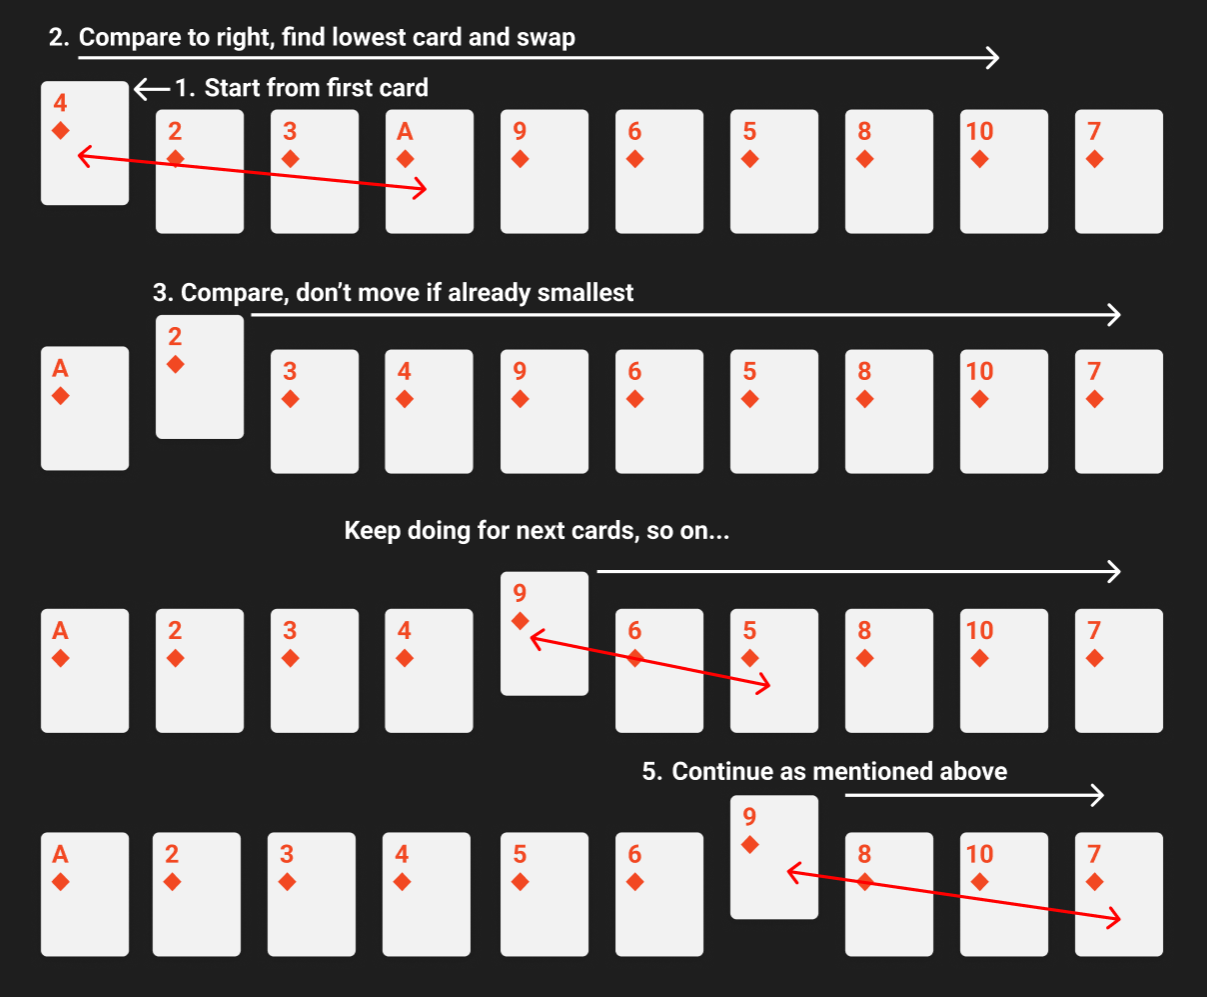 2. Compare to right, find lowest card and swap
1. Start from first card
4 2 3 A 9 6 5 8 10 7
3. Compare, don’t move if already smallest
A 2 3 4 9 6 5 8 10 7
Keep doing for next cards, so on...
A 2 3 4 9 6 5 8 10 7
5. Continue as mentioned above
A 2 3 4 5 6 9 8 10 7